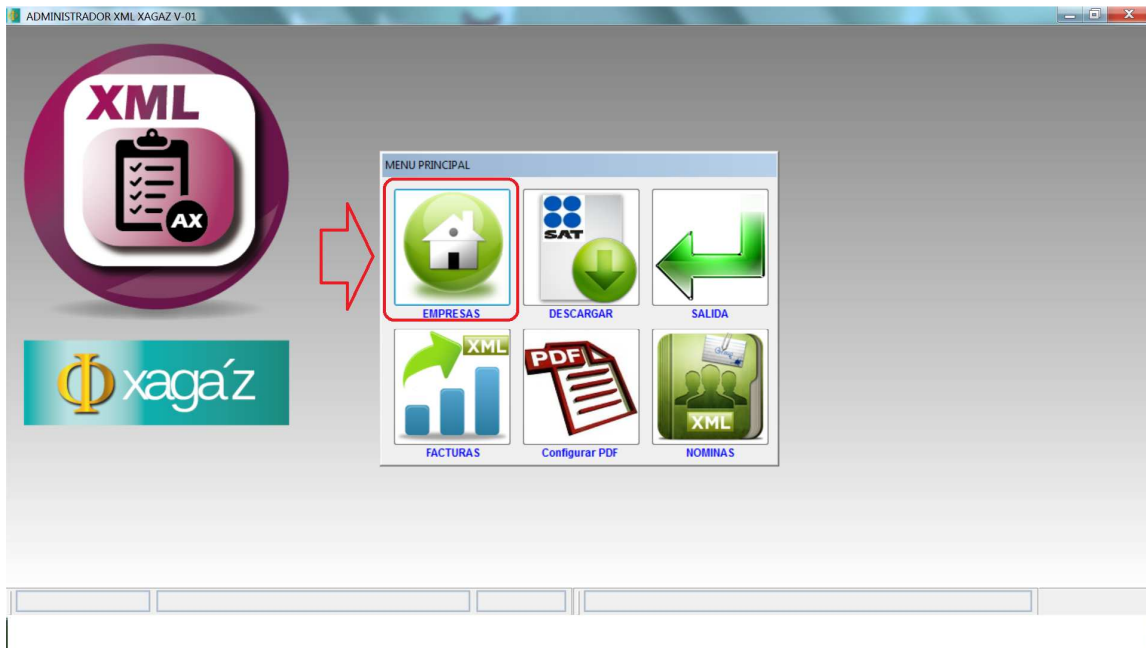 ADMINISTRADOR XML XAGAZ V-01
XML
AX
xaga´z
MENU PRINCIPAL
SAT
EMPRESAS
DESCARGAR
SALIDA
XML
PDF
XML
FACTURAS
Configurar PDF
NOMINAS